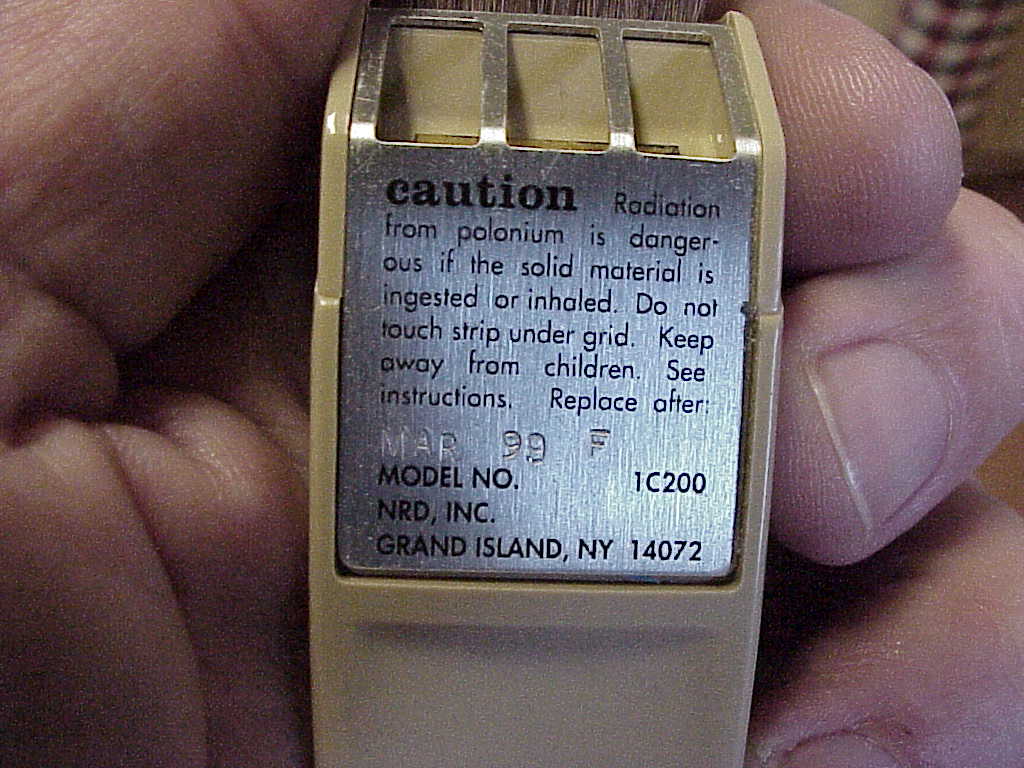 caution Radiation
from polonium is danger-
ous if the solid material is
ingested or inhaled. Do not
touch strip under grid. Keep
away from children. See
instructions. Replace after:
MAR 99 F
MODEL NO. 1C200
NRD, INC.
GRAND ISLAND, NY 14072